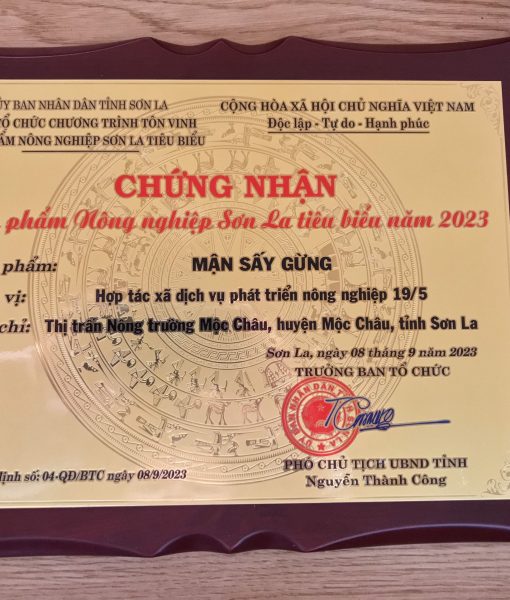 ỦY BAN NHÂN DÂN TỈNH SƠN LA
TỔ CHỨC CHƯƠNG TRÌNH TÔN VINH
PHẨM NÔNG NGHIỆP SƠN LA TIÊU BIỂU
CỘNG HÒA XÃ HỘI CHỦ NGHĨA VIỆT NAM
Độc lập - Tự do - Hạnh phúc
CHỨNG NHẬN
phẩm Nông nghiệp Sơn La tiêu biểu năm 2023
phẩm: MẬN SẤY GỪNG
vị: Hợp tác xã dịch vụ phát triển nông nghiệp 19/5
chỉ: Thị trấn Nông trường Mộc Châu, huyện Mộc Châu, tỉnh Sơn La
Sơn La, ngày 08 tháng 9 năm 2023
TRƯỞNG BAN TỔ CHỨC
PHÓ CHỦ TỊCH UBND TỈNH
Nguyễn Thành Công
định số: 04-QĐ/BTC ngày 08/9/2023